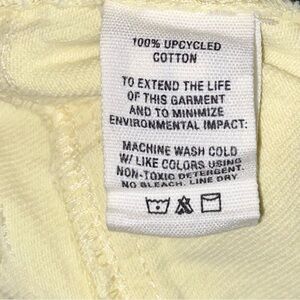 100% UPCYCLED
COTTON
TO EXTEND THE LIFE
OF THIS GARMENT
AND TO MINIMIZE
ENVIRONMENTAL IMPACT:
MACHINE WASH COLD
W/ LIKE COLORS USING
NON-TOXIC DETERGENT.
NO BLEACH. LINE DRY